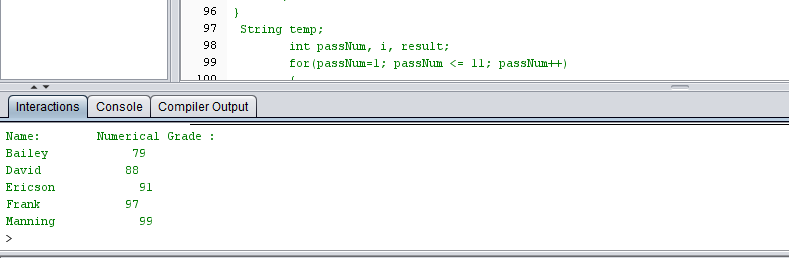 96 }
97 String temp;
98 int passNum, i, result;
99 for(passNum=1; passNum <= 11; passNum++)
100 {
Interactions Console Compiler Output
Name: Numerical Grade :
Bailey 79
David 88
Ericson 91
Frank 97
Manning 99
>